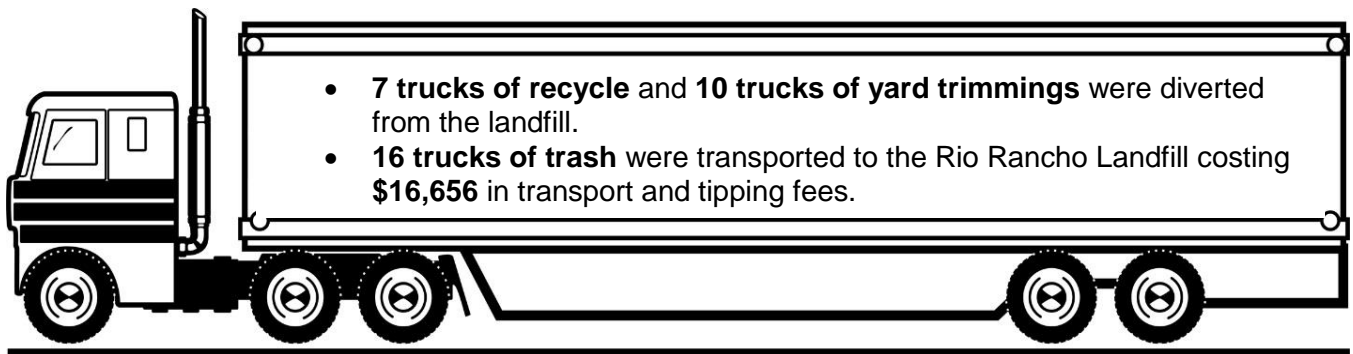 • 7 trucks of recycle and 10 trucks of yard trimmings were diverted
from the landfill.
• 16 trucks of trash were transported to the Rio Rancho Landfill costing
$16,656 in transport and tipping fees.